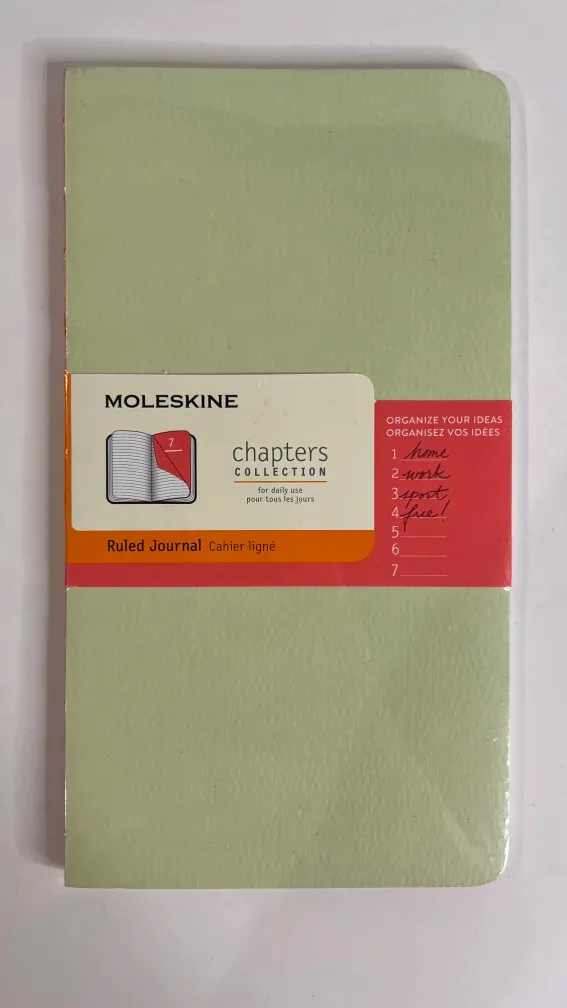 MOLESKINE
7
chapters
COLLECTION
for daily use
pour tous les jours
Ruled Journal Cahier ligné
ORGANIZE YOUR IDEAS
ORGANISEZ VOS IDÉES
1 home
2 work
3 sport
4 free!
5
6
7